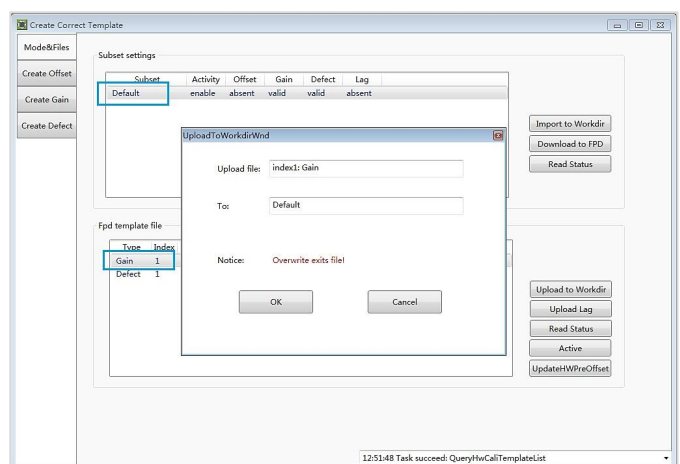 Create Correct Template
Mode&Files
Create Offset
Create Gain
Create Defect
Subset settings
Subset Activity Offset Gain Defect Lag
Default enable absent valid valid absent
Import to Workdir
Download to FPD
Read Status
UploadToWorkdirWnd
Upload file: index1: Gain
To: Default
Notice: Overwrite exits file!
OK Cancel
Fpd template file
Type Index
Gain 1
Defect 1
Upload to Workdir
Upload Lag
Read Status
Active
UpdateHWPreOffset
12:51:48 Task succeed: QueryHwCaliTemplateList